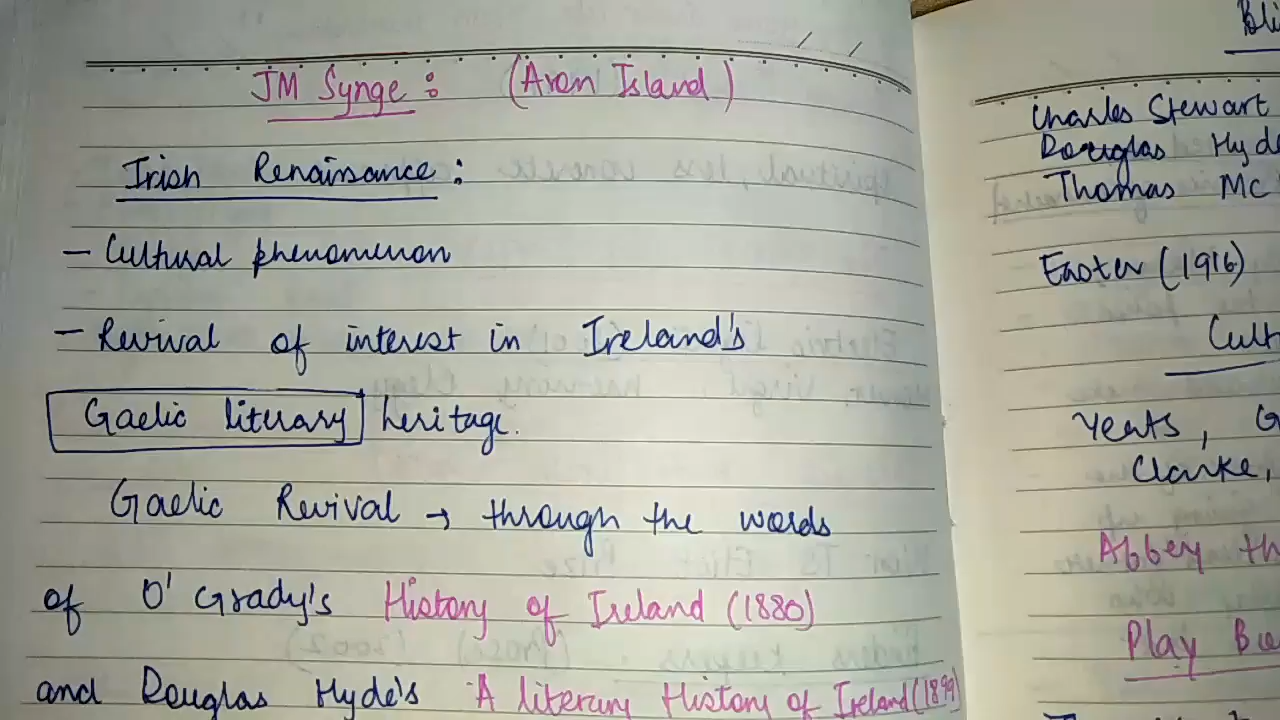 JM Synge : (Aran Island)
Irish Renaissance :
- Cultural phenomenon
- Revival of interest in Ireland's
Gaelic literary heritage.
Gaelic Revival → through the words
of O'Grady's History of Ireland (1880)
and Douglas Hyde's A literary History of Ireland (1899)
Charles Stewart
Douglas Hyde
Thomas Mc
Easter (1916)
Yeats, G
Clarke,
Abbey th
Play